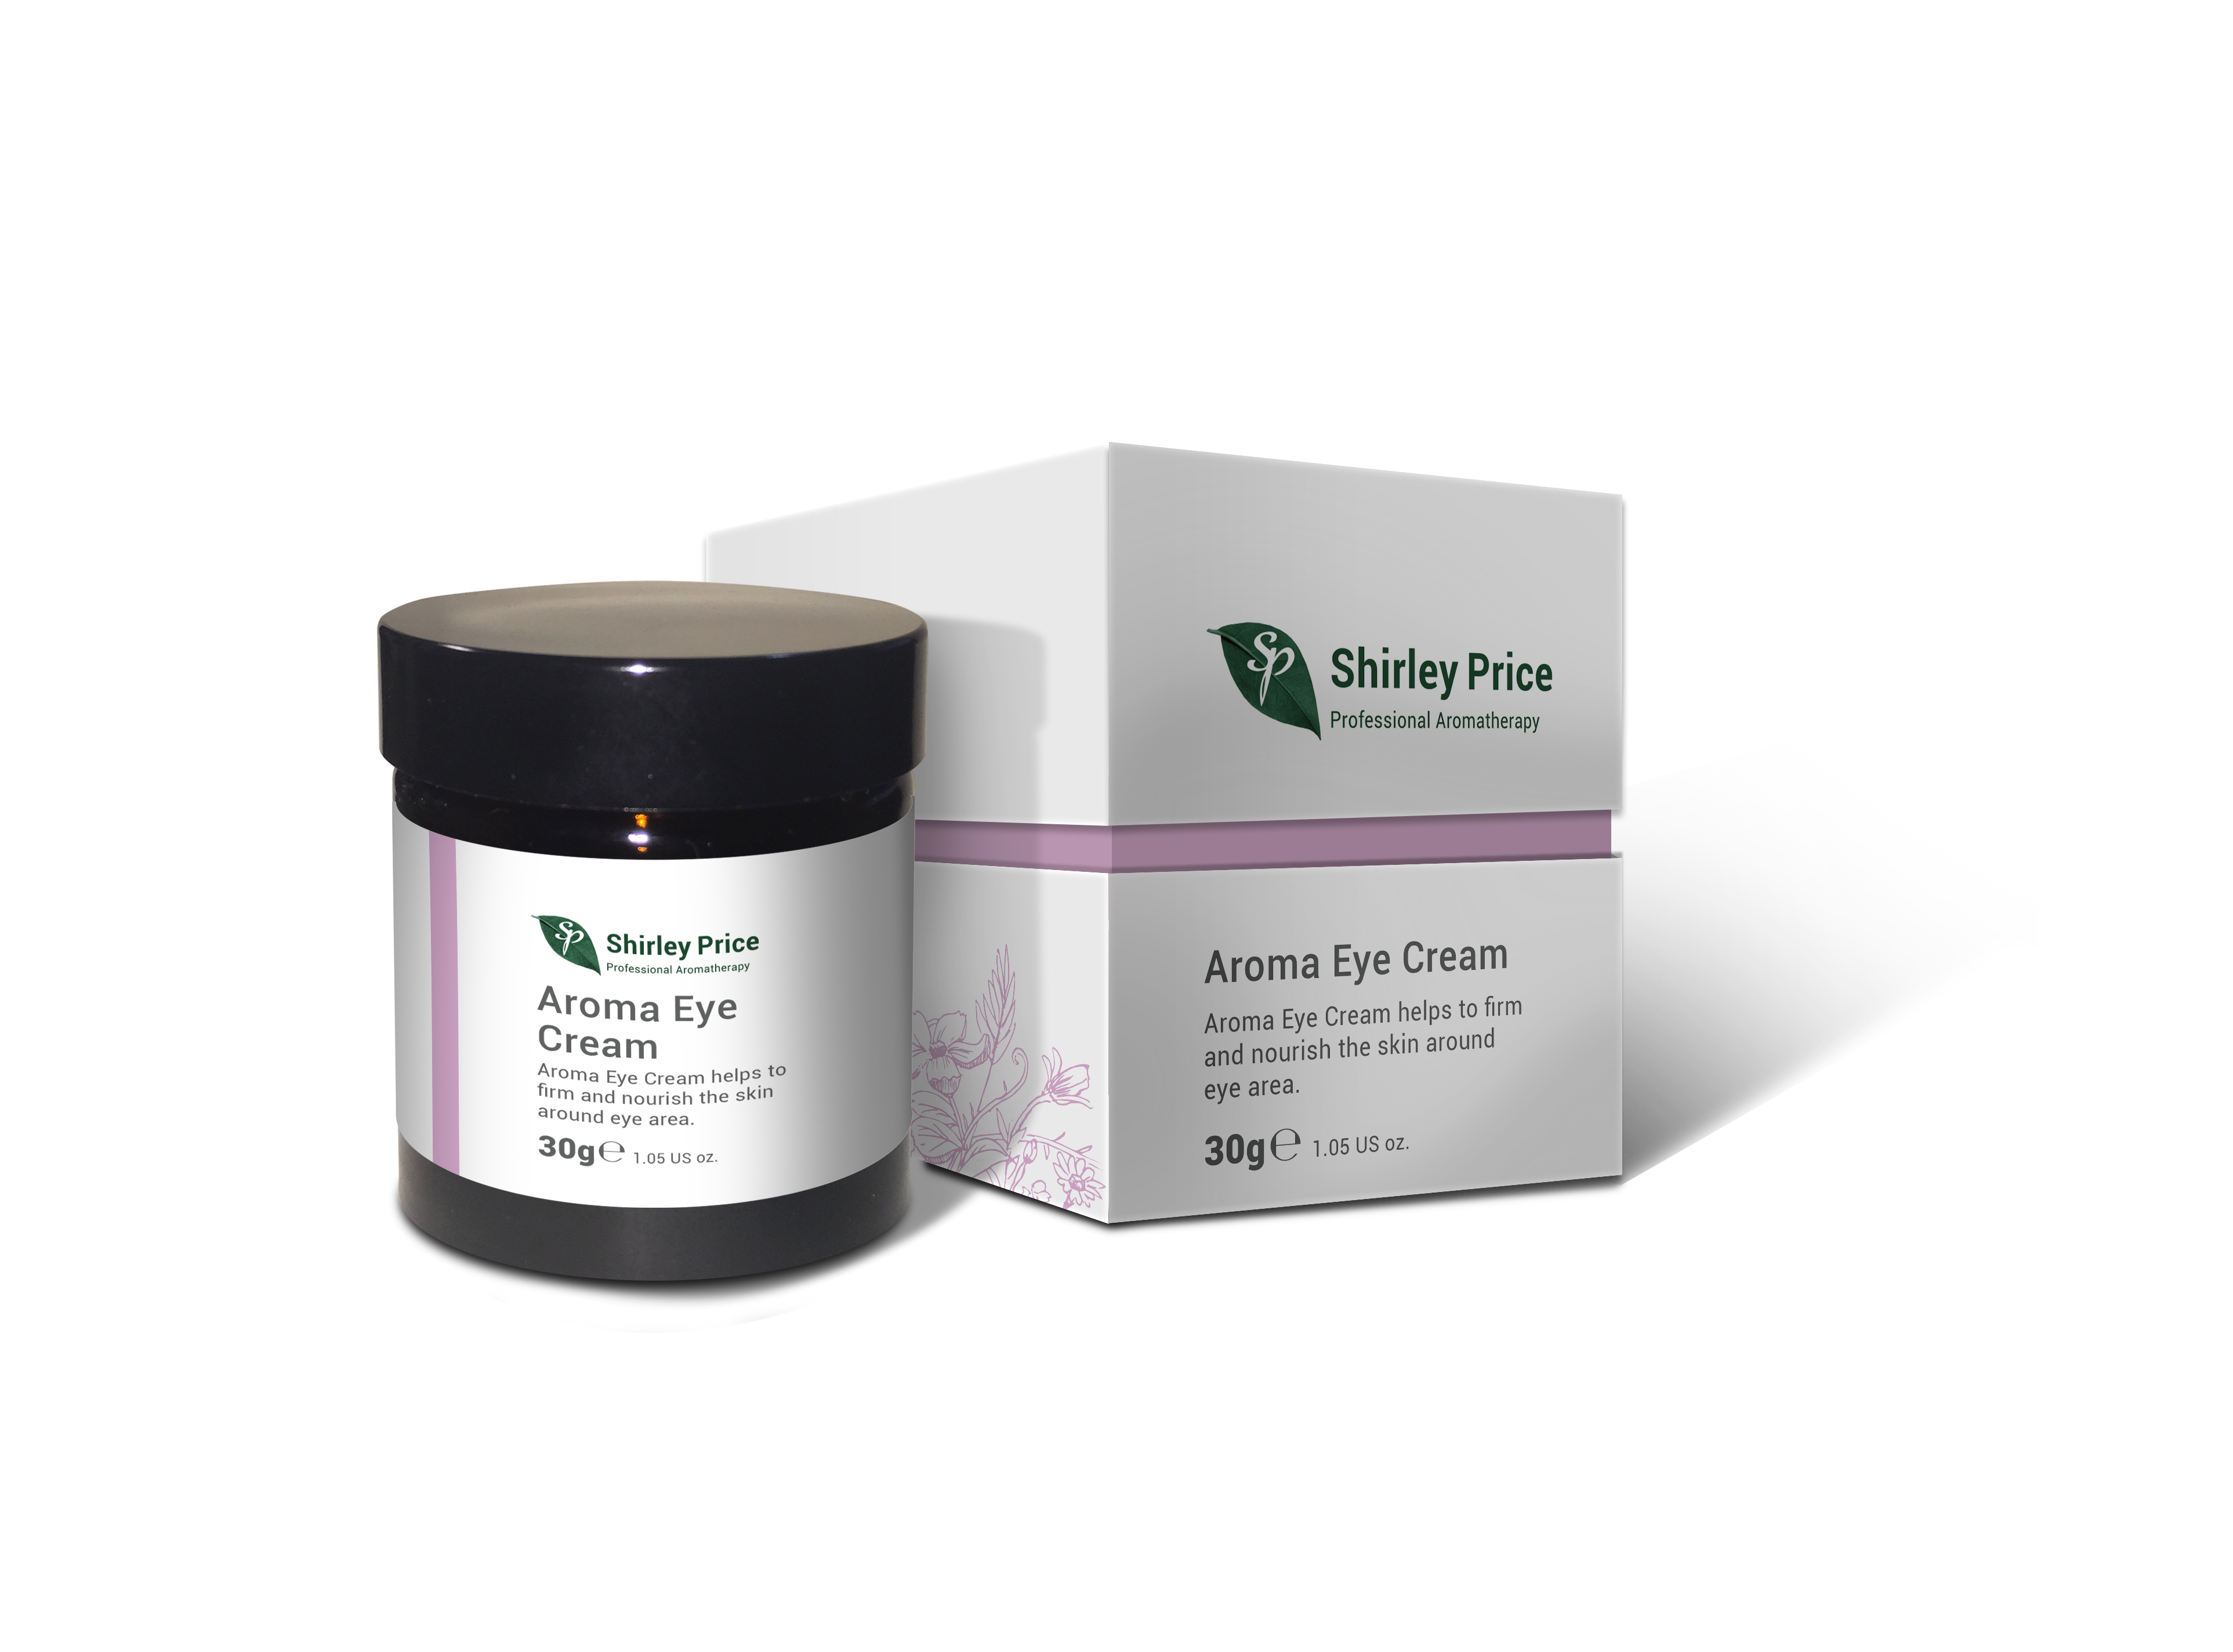 sp
Shirley Price
Professional Aromatherapy
Aroma Eye
Cream
Aroma Eye Cream helps to
firm and nourish the skin
around eye area.
30g℮ 1.05 US oz.
sp
Shirley Price
Professional Aromatherapy
Aroma Eye Cream
Aroma Eye Cream helps to firm
and nourish the skin around
eye area.
30g℮ 1.05 US oz.